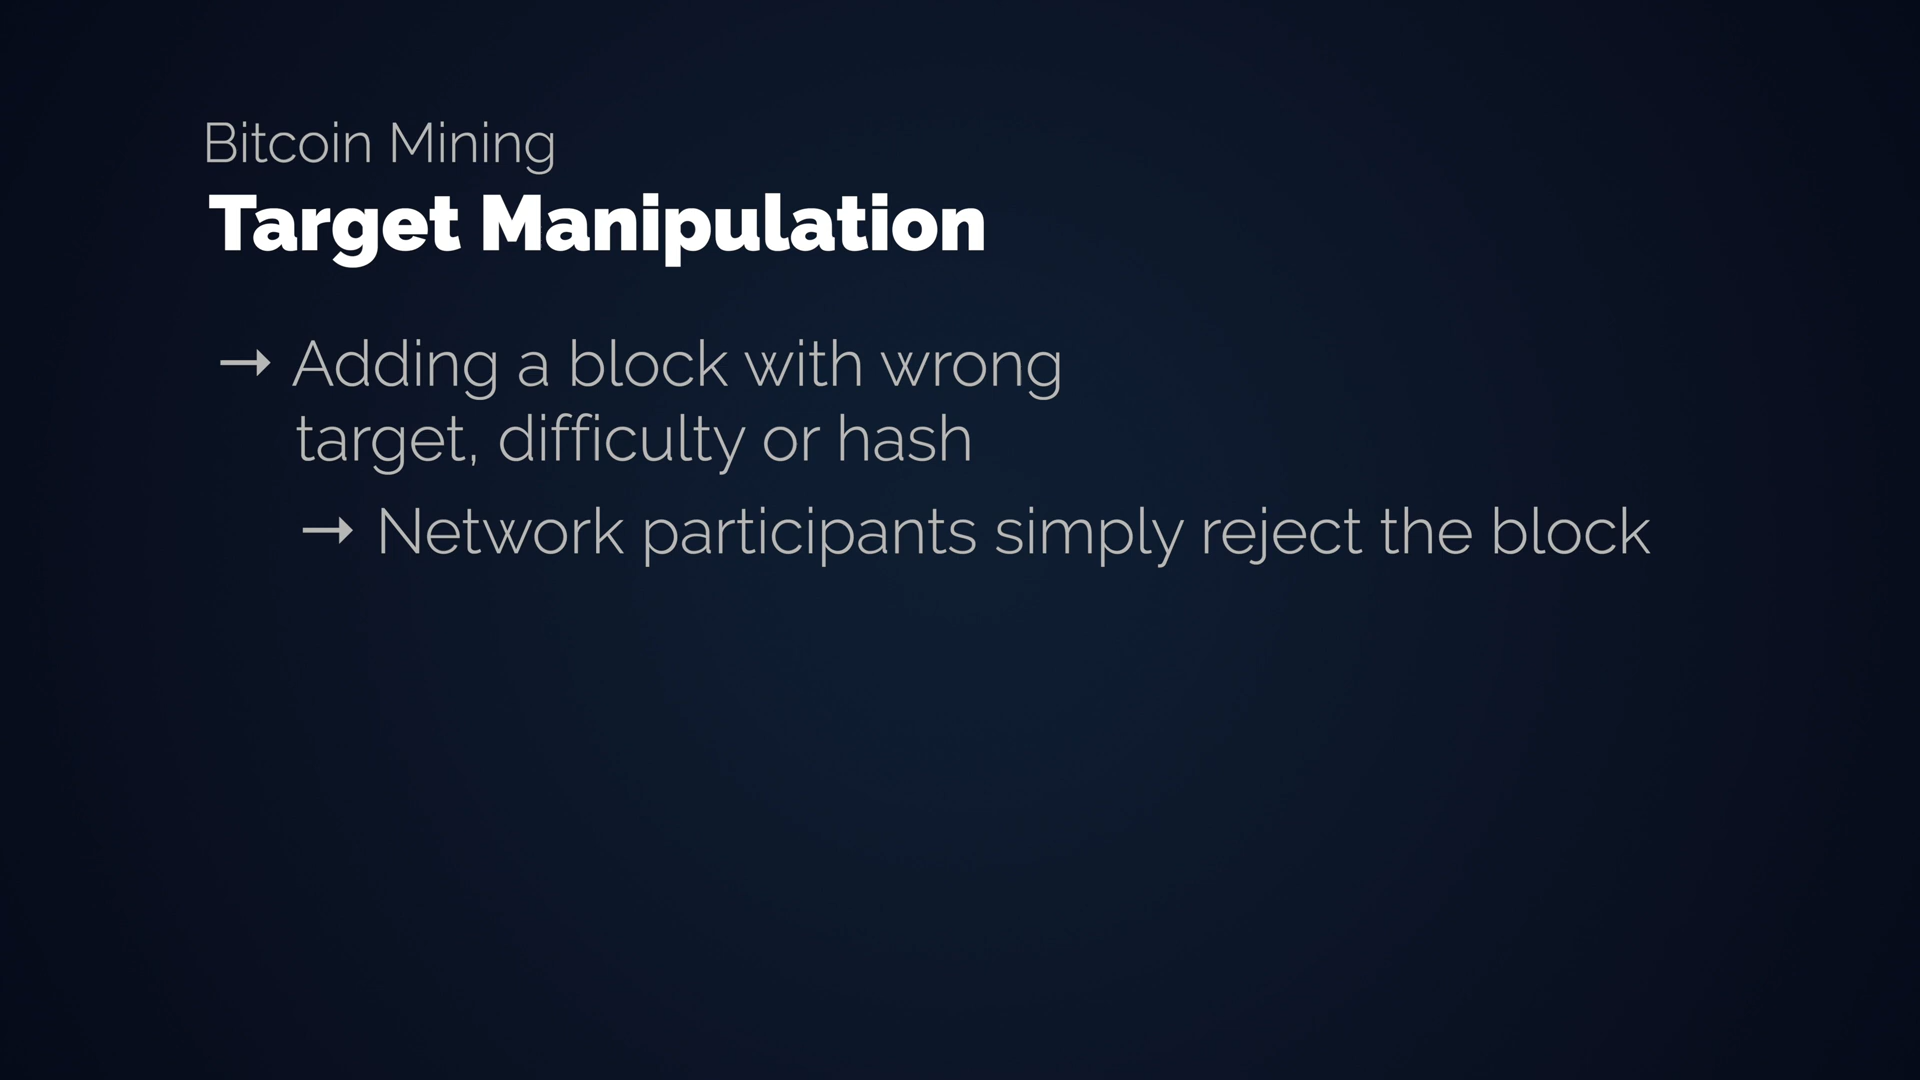 Bitcoin Mining
Target Manipulation
→ Adding a block with wrong
target, difficulty or hash
→ Network participants simply reject the block